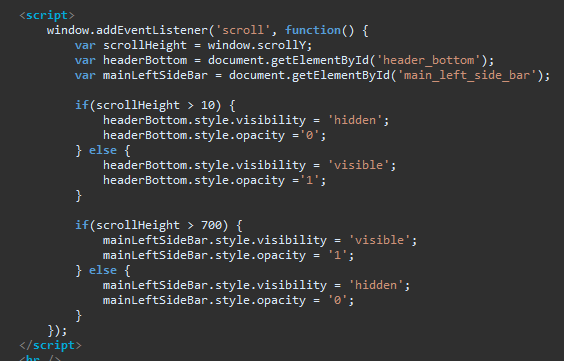 <script>
window.addEventListener('scroll', function() {
var scrollHeight = window.scrollY;
var headerBottom = document.getElementById('header_bottom');
var mainLeftSideBar = document.getElementById('main_left_side_bar');
if(scrollHeight > 10) {
headerBottom.style.visibility = 'hidden';
headerBottom.style.opacity ='0';
} else {
headerBottom.style.visibility = 'visible';
headerBottom.style.opacity ='1';
}
if(scrollHeight > 700) {
mainLeftSideBar.style.visibility = 'visible';
mainLeftSideBar.style.opacity = '1';
} else {
mainLeftSideBar.style.visibility = 'hidden';
mainLeftSideBar.style.opacity = '0';
}
});
</script>
<br />